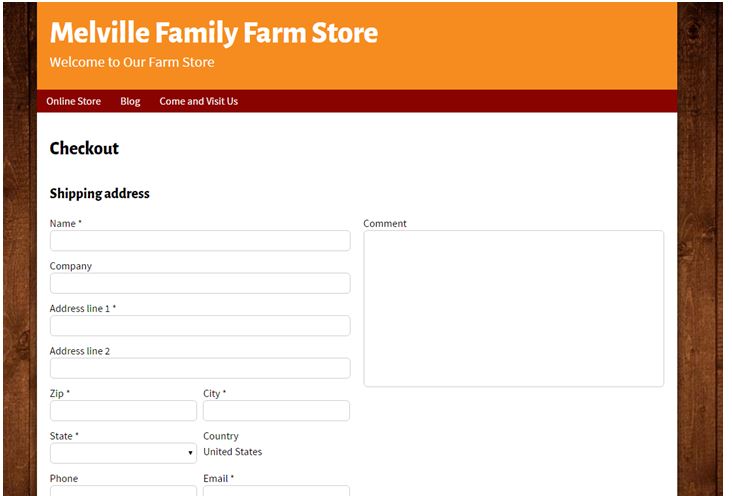 Melville Family Farm Store
Welcome to Our Farm Store
Online Store Blog Come and Visit Us
Checkout
Shipping address
Name *
Comment
Company
Address line 1 *
Address line 2
Zip * City *
State * Country
United States
Phone Email *